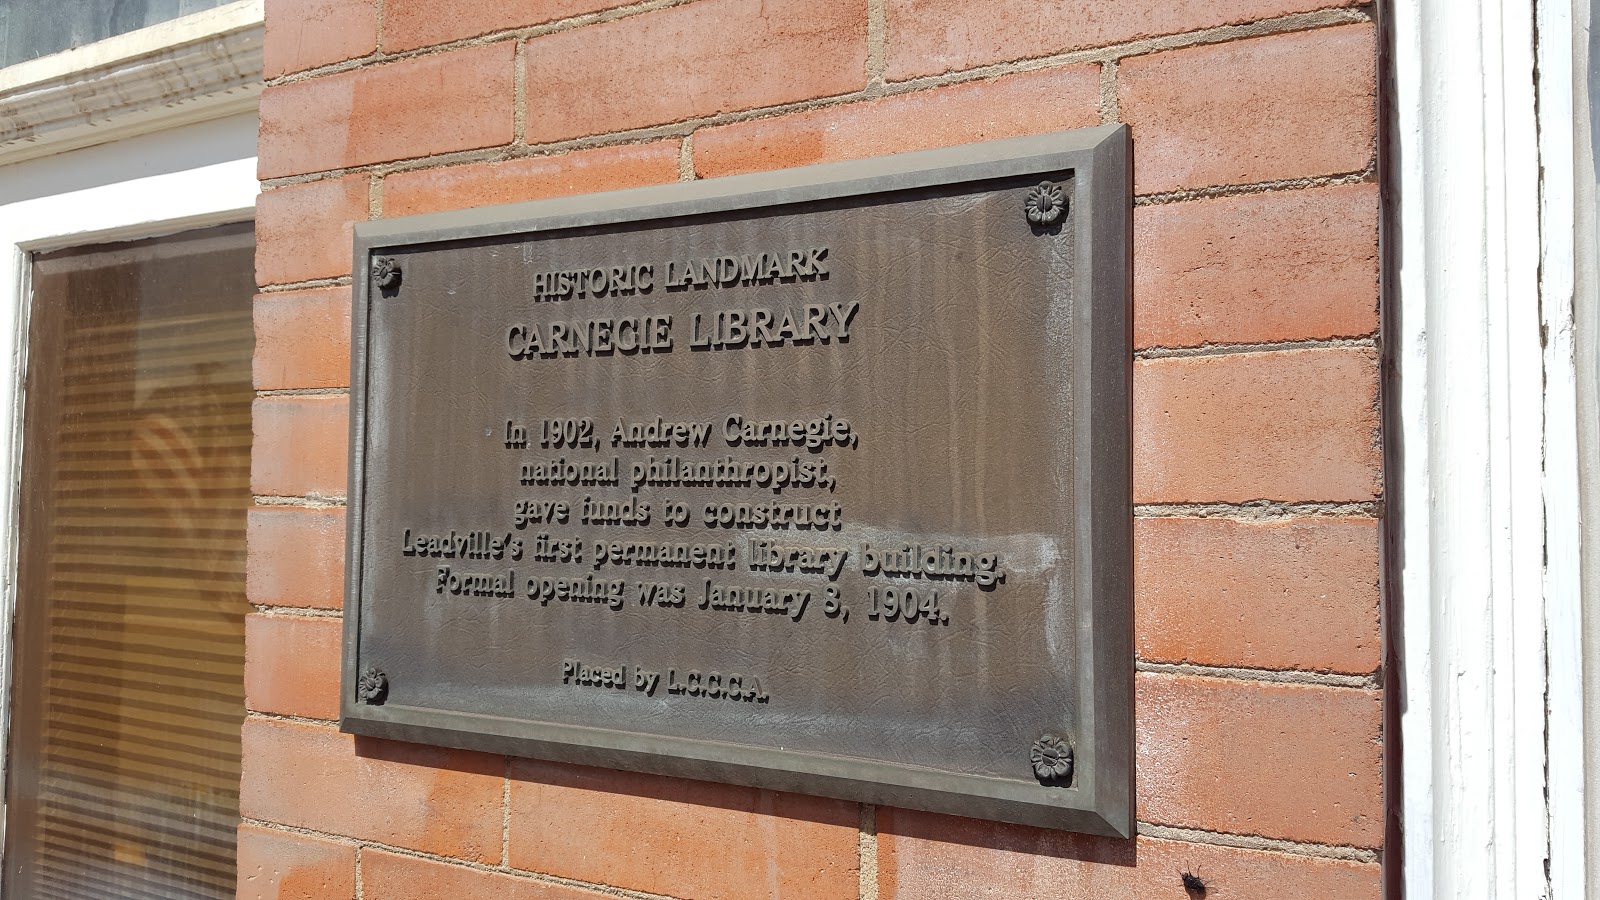 HISTORIC LANDMARK
CARNEGIE LIBRARY
In 1902, Andrew Carnegie,
national philanthropist,
gave funds to construct
Leadville's first permanent library building.
Formal opening was January 8, 1904.
Placed by L.C.C.C.A.